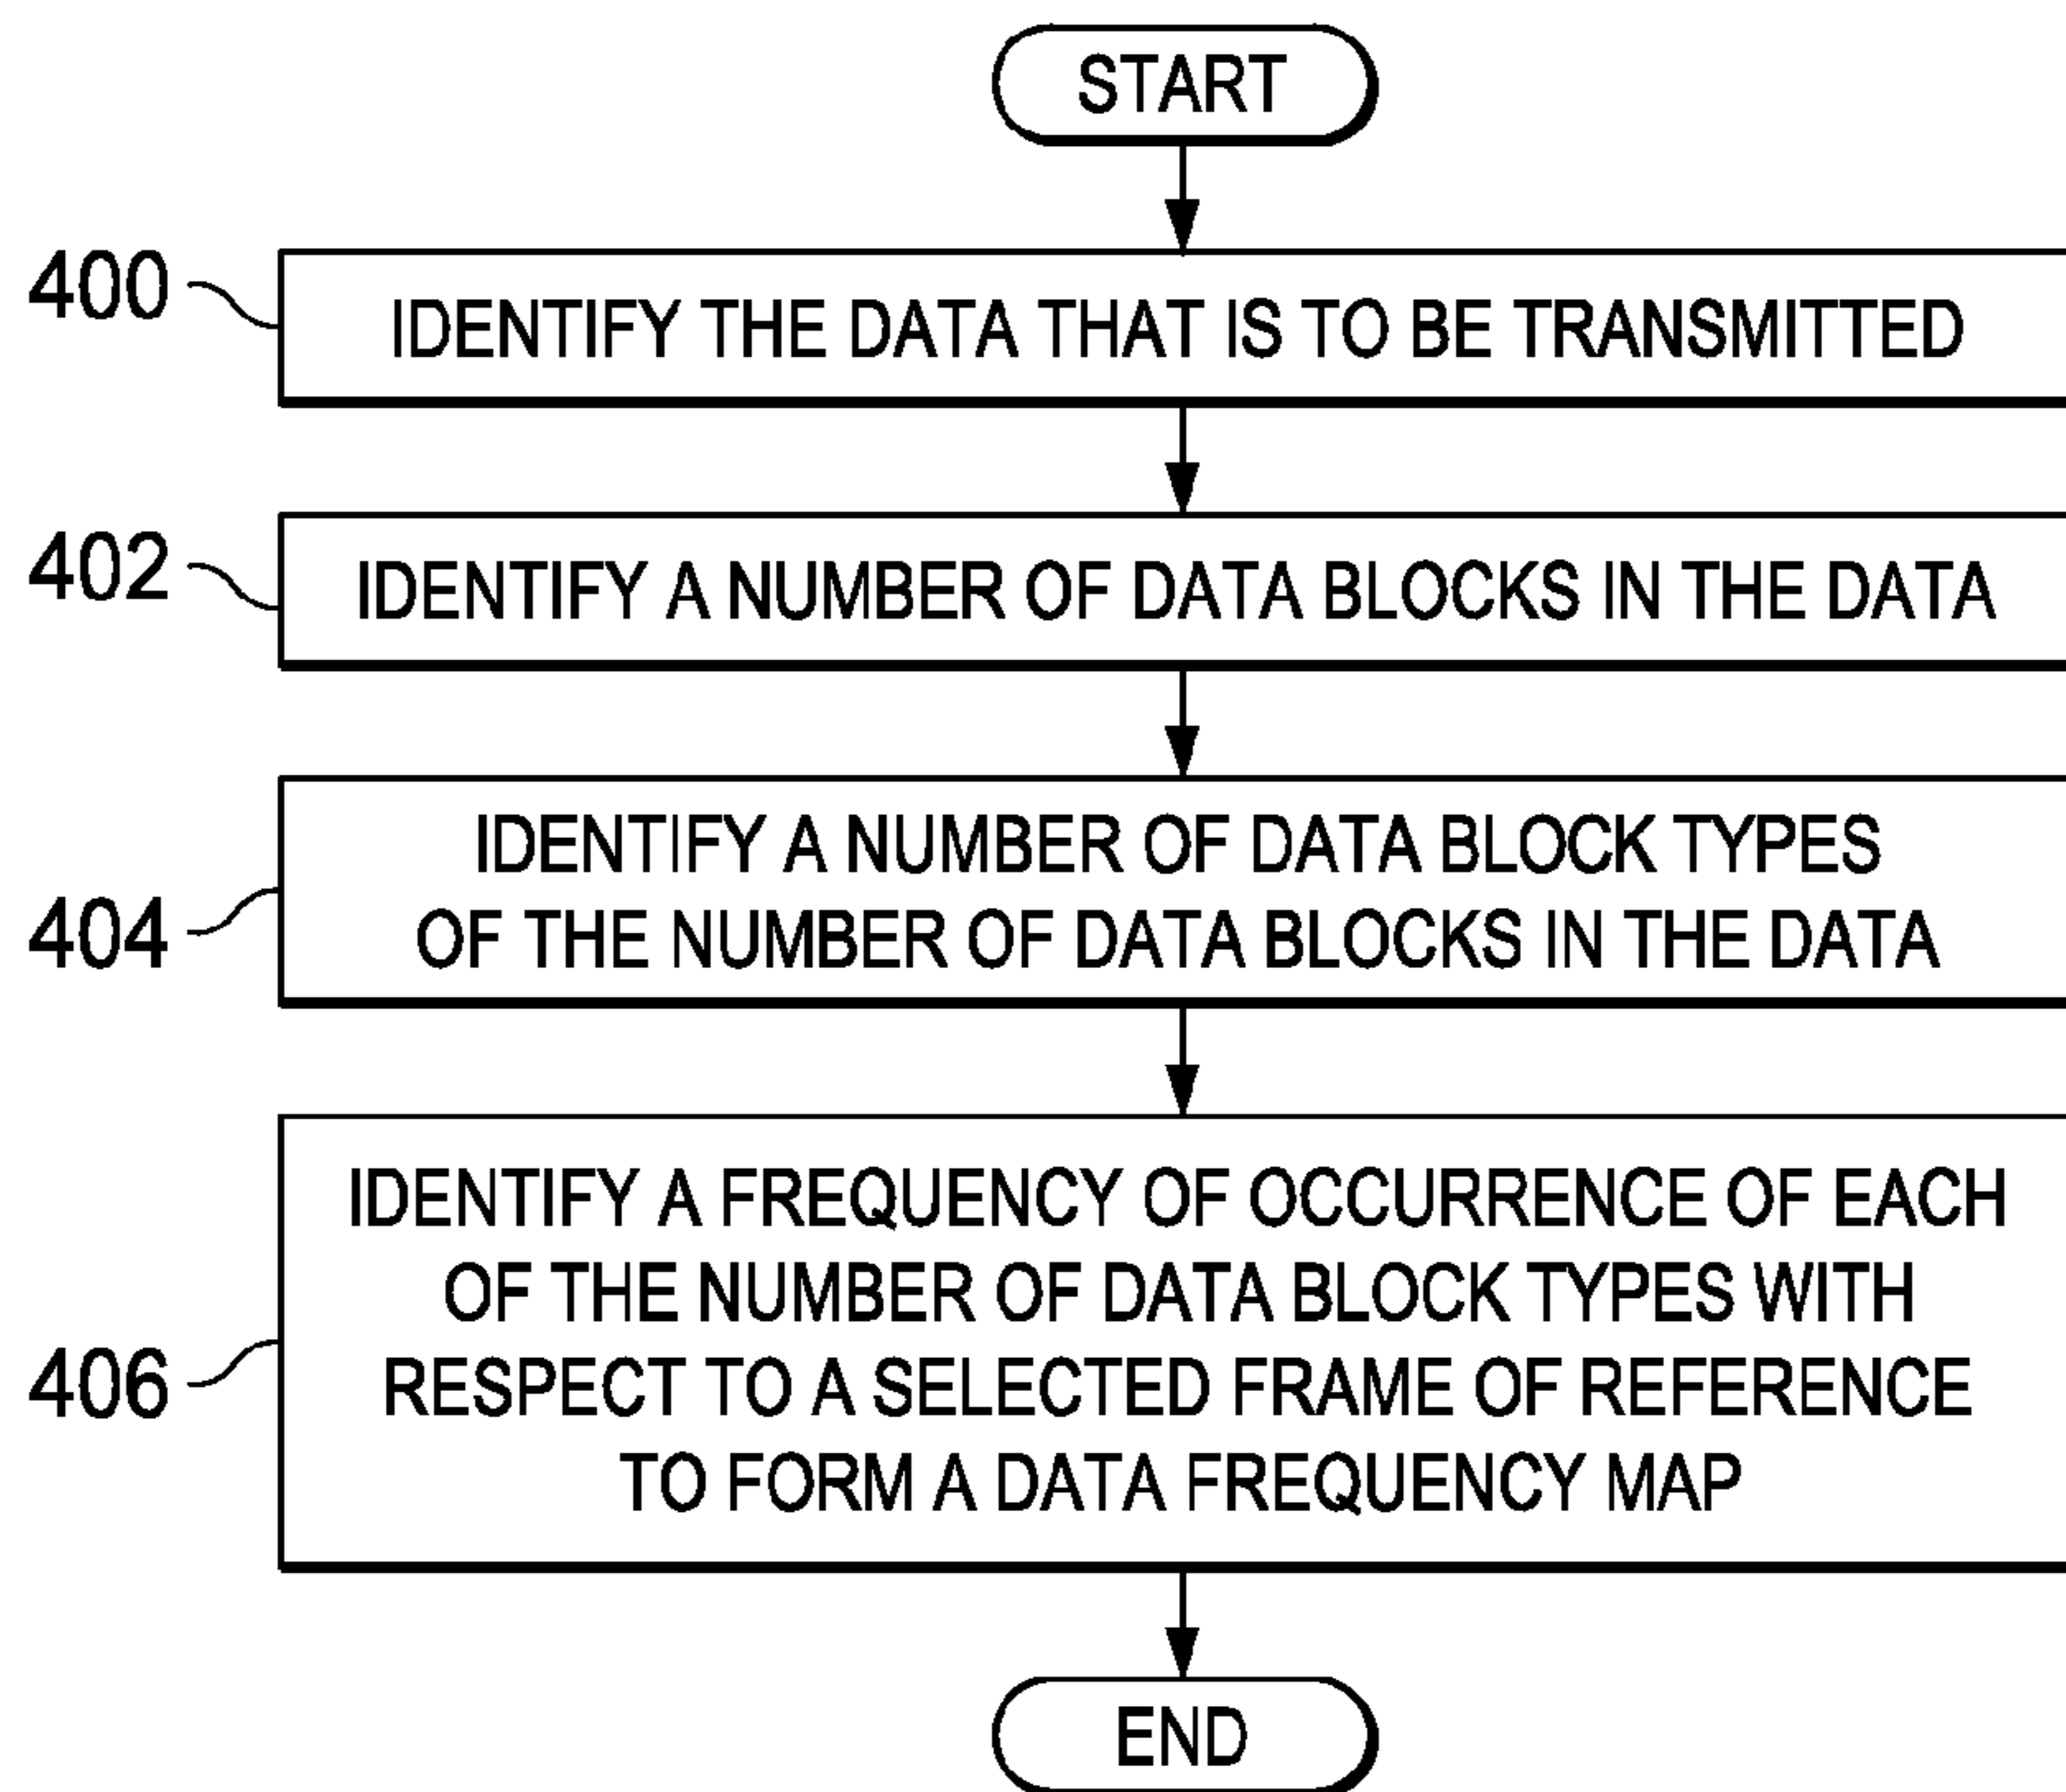 START
400
IDENTIFY THE DATA THAT IS TO BE TRANSMITTED
402
IDENTIFY A NUMBER OF DATA BLOCKS IN THE DATA
404
IDENTIFY A NUMBER OF DATA BLOCK TYPES
OF THE NUMBER OF DATA BLOCKS IN THE DATA
406
IDENTIFY A FREQUENCY OF OCCURRENCE OF EACH
OF THE NUMBER OF DATA BLOCK TYPES WITH
RESPECT TO A SELECTED FRAME OF REFERENCE
TO FORM A DATA FREQUENCY MAP
END